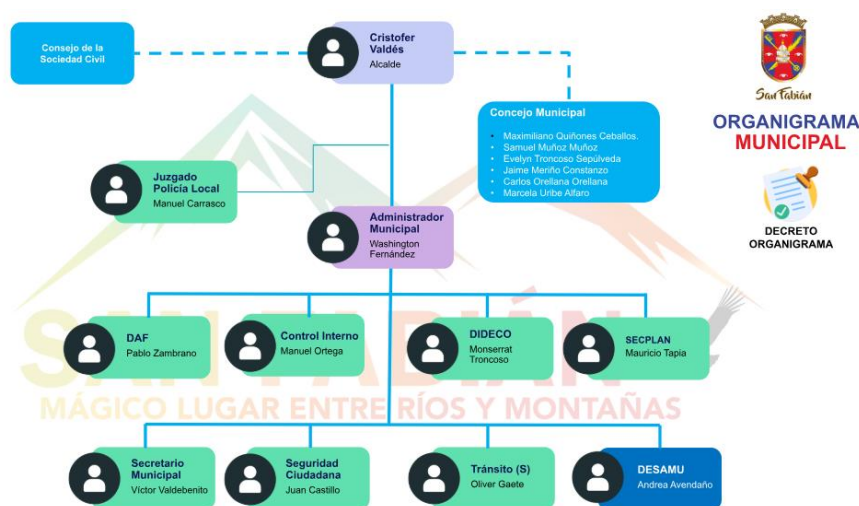 Consejo de la
Sociedad Civil
Cristofer
Valdés
Alcalde
San Fabián
ORGANIGRAMA
MUNICIPAL
DECRETO
ORGANIGRAMA
Concejo Municipal
• Maximiliano Quiñones Ceballos.
• Samuel Muñoz Muñoz
• Evelyn Troncoso Sepúlveda
• Jaime Meriño Constanzo
• Carlos Orellana Orellana
• Marcela Uribe Alfaro
Juzgado
Policía Local
Manuel Carrasco
Administrador
Municipal
Washington
Fernández
DAF
Pablo Zambrano
Control Interno
Manuel Ortega
DIDECO
Monserrat
Troncoso
SECPLAN
Mauricio Tapia
SAN FABIÁN
MÁGICO LUGAR ENTRE RÍOS Y MONTAÑAS
Secretario
Municipal
Víctor Valdebenito
Seguridad
Ciudadana
Juan Castillo
Tránsito (S)
Oliver Gaete
DESAMU
Andrea Avendaño